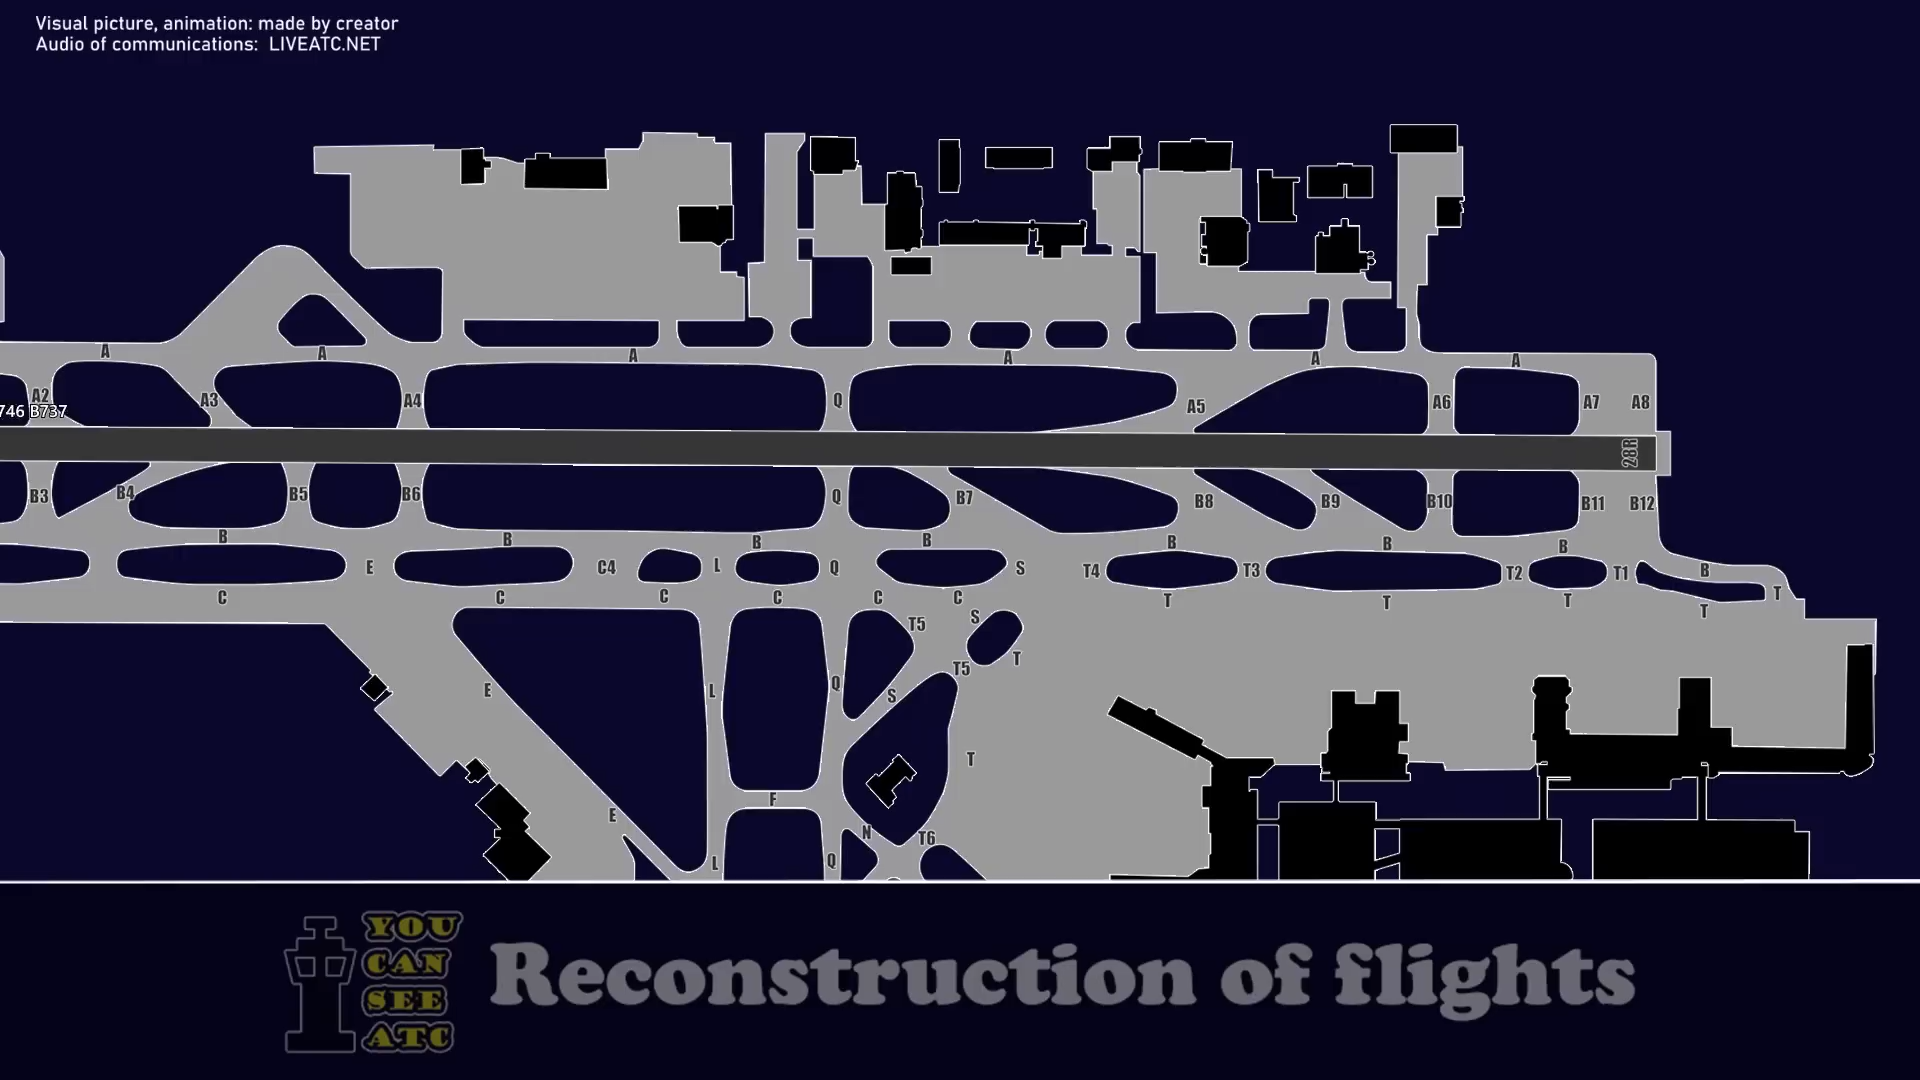 Visual picture, animation: made by creator
Audio of communications: LIVEATC.NET
A
A
A
A
A
A
A2
A3
A4
Q
A5
A6
A7
A8
746 B737
28R
B3
B4
B5
B6
Q
B7
B8
B9
B10
B11
B12
B
B
B
B
B
B
B
E
C4
L
Q
S
T4
T3
T2
T1
B
T
C
C
C
C
C
C
T
T
T
T
S
T5
T
T5
E
L
Q
S
T
F
E
N
T6
L
Q
YOU
CAN
SEE
ATC
Reconstruction of flights